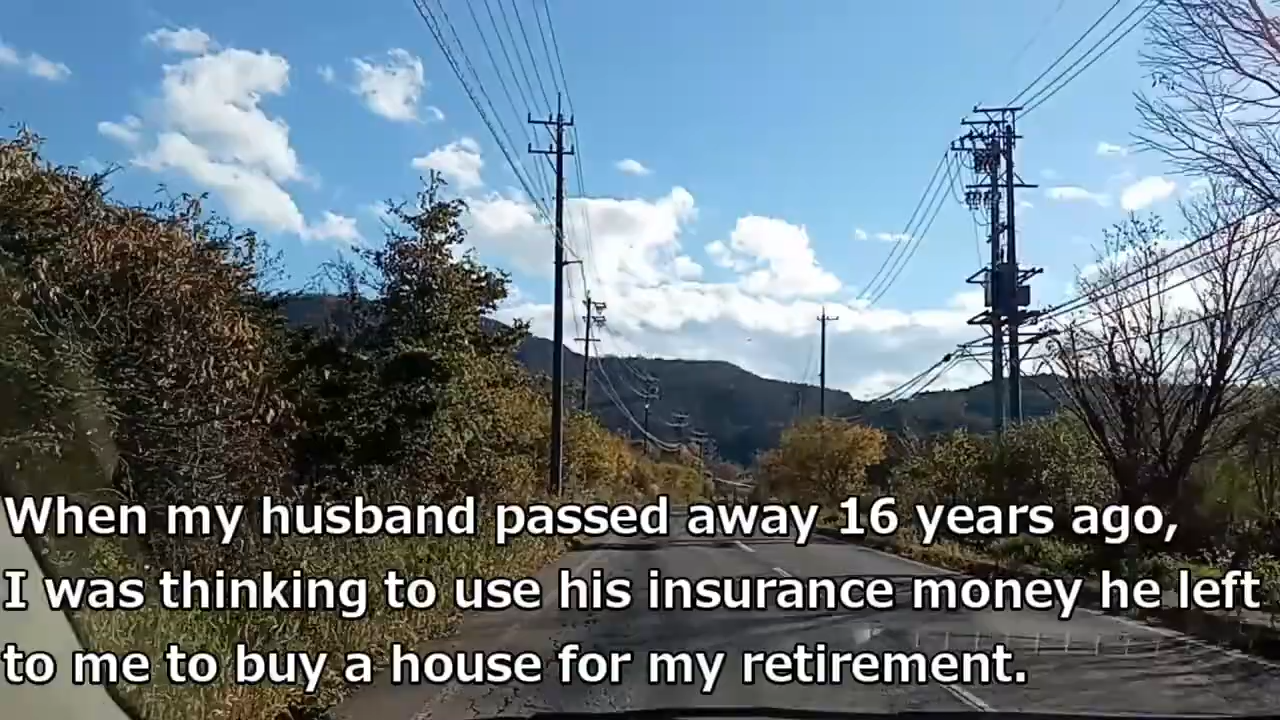 When my husband passed away 16 years ago,
I was thinking to use his insurance money he left
to me to buy a house for my retirement.